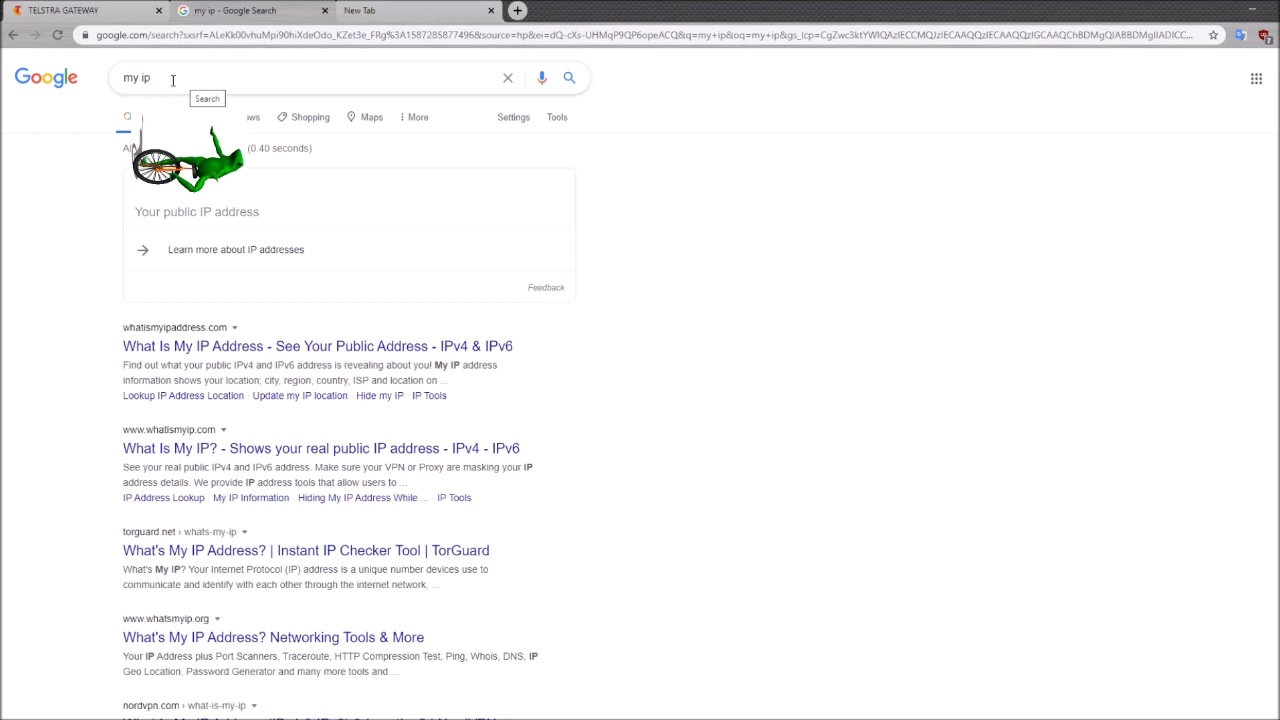 TELSTRA GATEWAY
my ip - Google Search
New Tab
google.com/search?sxsrf=ALeKk00vhuMpi90hiXdeOdo_KZet3e_FRg%3A1587285877496&source=hp&ei=dQ-cXs-UHMqP9QP6opeACQ&q=my+ip&oq=my+ip&gs_lcp=
Google
my ip
Search
ws Shopping Maps More Settings Tools
(0.40 seconds)
Your public IP address
Learn more about IP addresses
Feedback
whatismyipaddress.com
What Is My IP Address - See Your Public Address - IPv4 & IPv6
Find out what your public IPv4 and IPv6 address is revealing about you! My IP address
information shows your location; city, region, country, ISP and location on ...
Lookup IP Address Location · Update my IP location · Hide my IP · IP Tools
www.whatismyip.com
What Is My IP? - Shows your real public IP address - IPv4 - IPv6
See your real public IPv4 and IPv6 address. Make sure your VPN or Proxy are masking your IP
address details. We provide IP address tools that allow users to ...
IP Address Lookup · My IP Information · Hiding My IP Address While ... · IP Tools
torguard.net › whats-my-ip
What's My IP Address? | Instant IP Checker Tool | TorGuard
What's My IP? Your Internet Protocol (IP) address is a unique number devices use to
communicate and identify with each other through the internet network, ...
www.whatsmyip.org
What's My IP Address? Networking Tools & More
Your IP Address plus Port Scanners, Traceroute, HTTP Compression Test, Ping, Whois, DNS, IP
Geo Location, Password Generator and many more tools and ...
nordvpn.com › what-is-my-ip